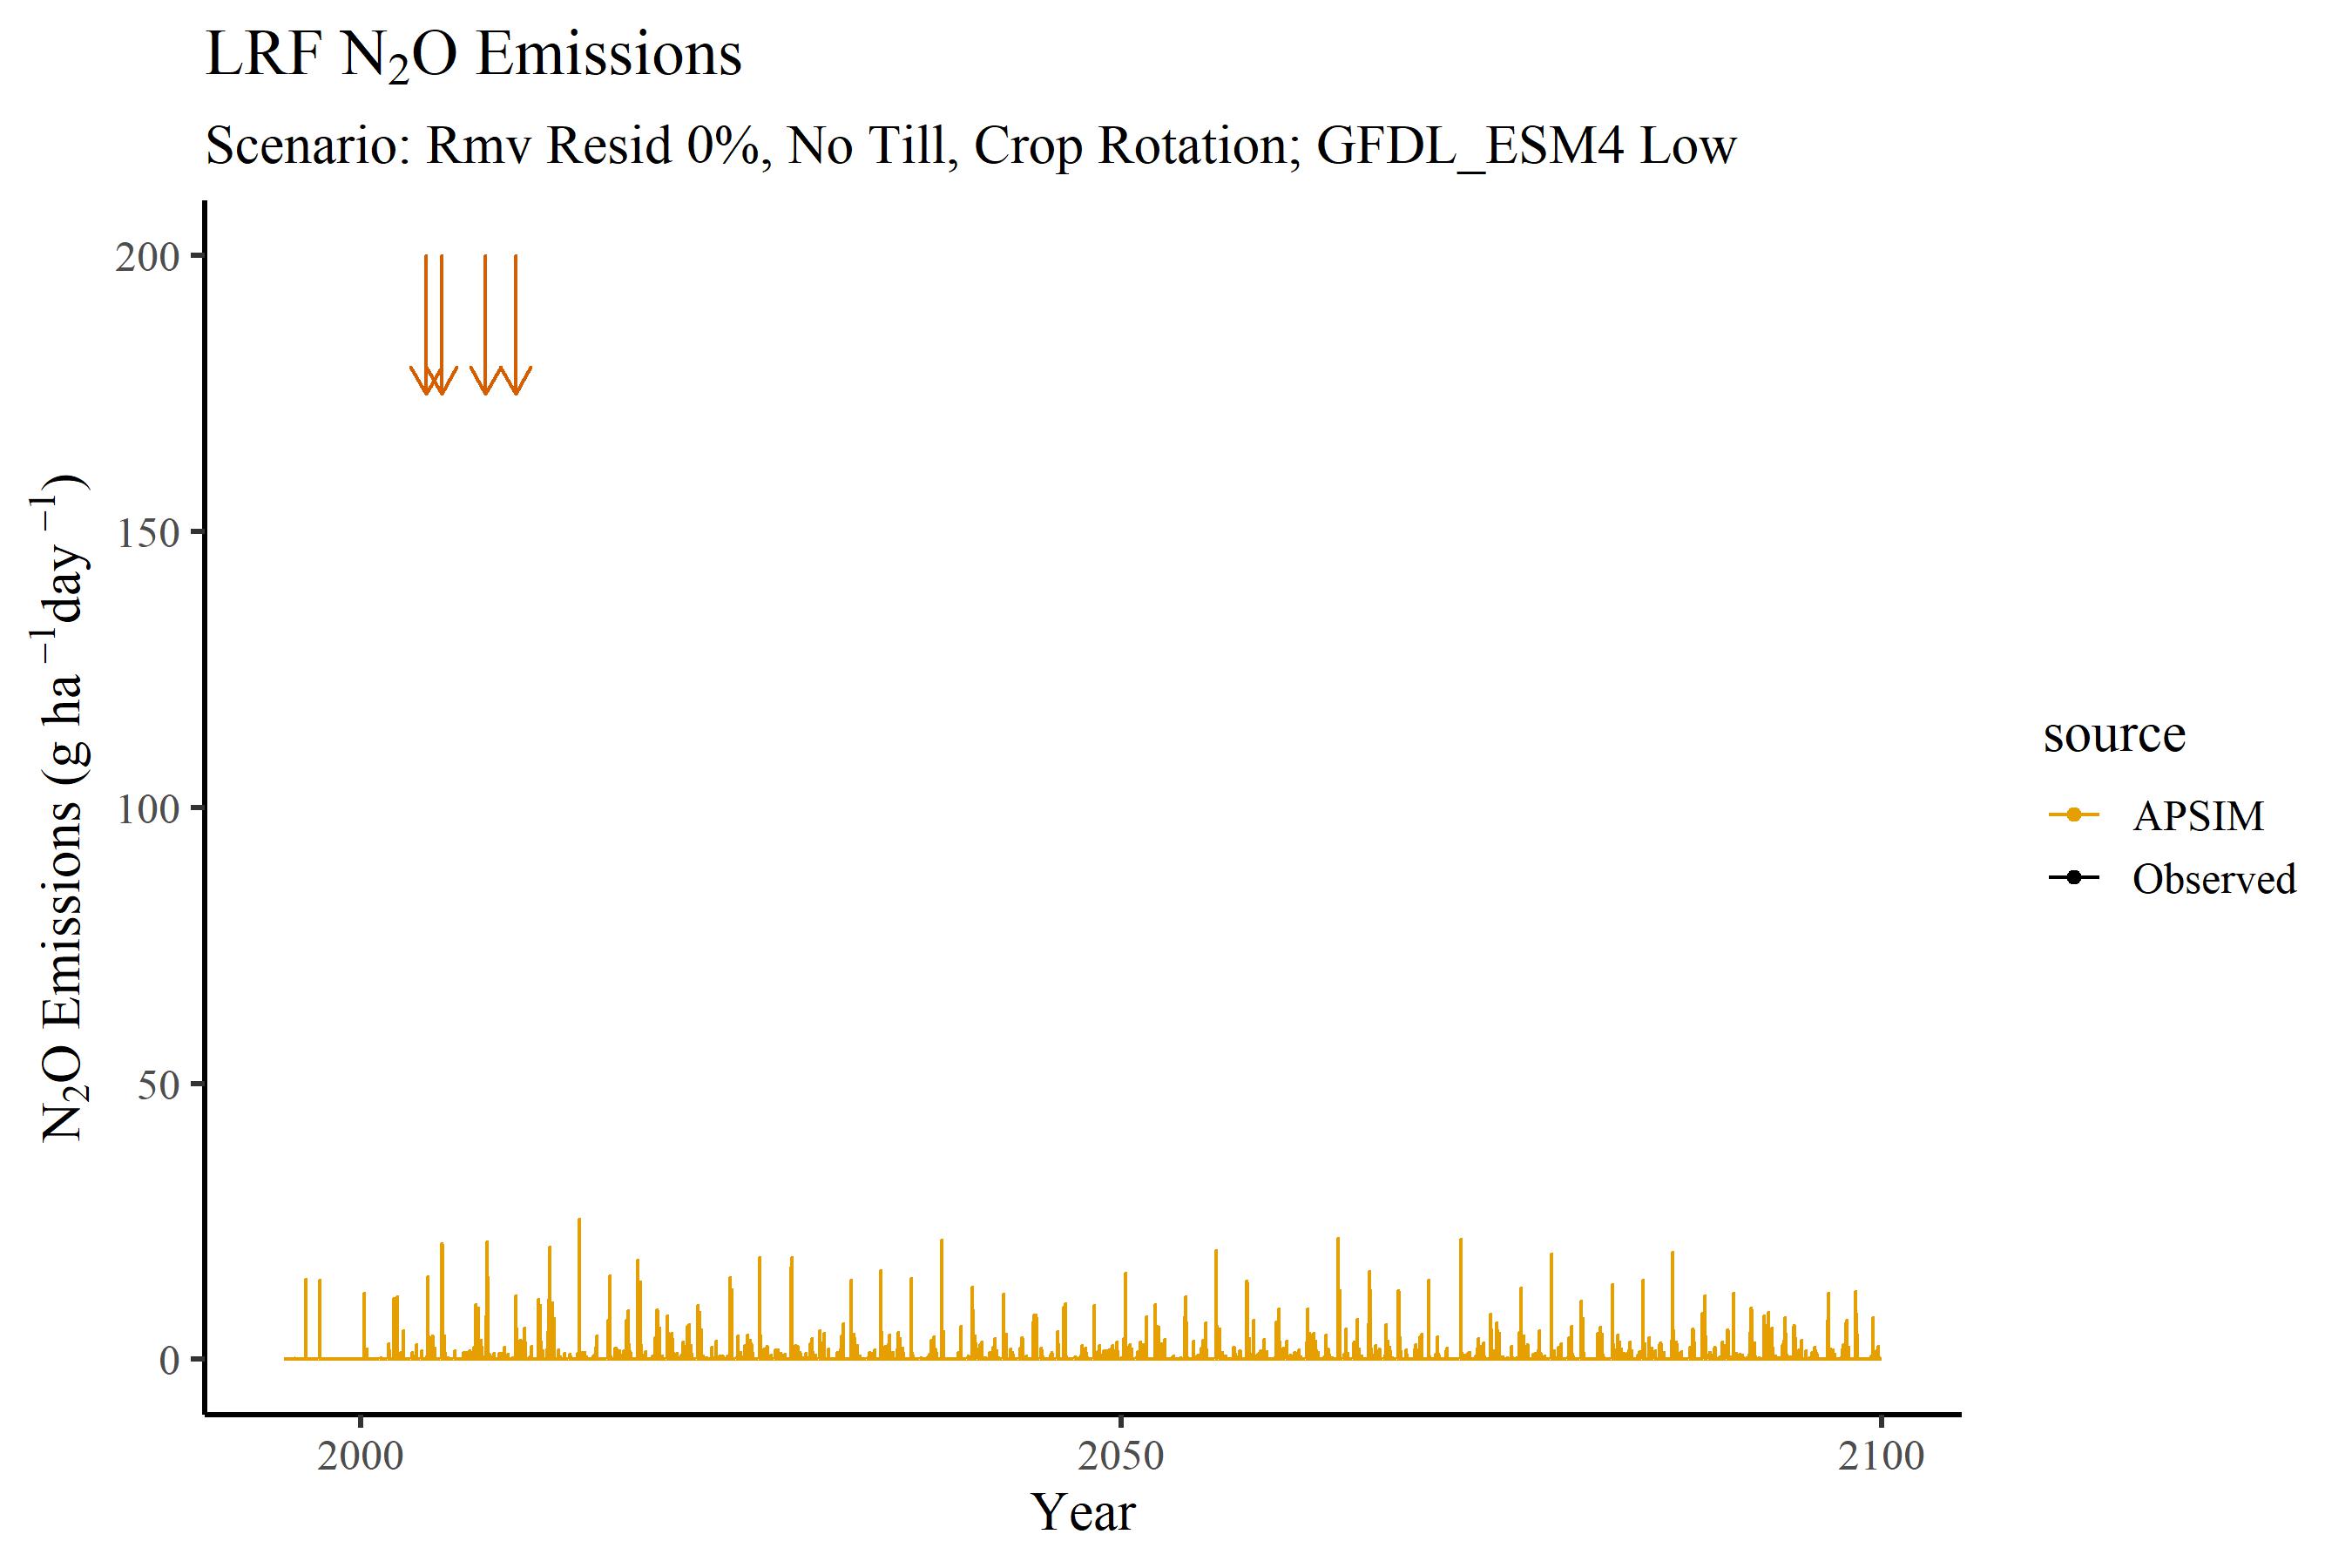 LRF N₂O Emissions
Scenario: Rmv Resid 0%, No Till, Crop Rotation; GFDL_ESM4 Low
N₂O Emissions (g ha ⁻¹day ⁻¹)
200
150
100
50
0
2000 2050 2100
Year
source
APSIM
Observed